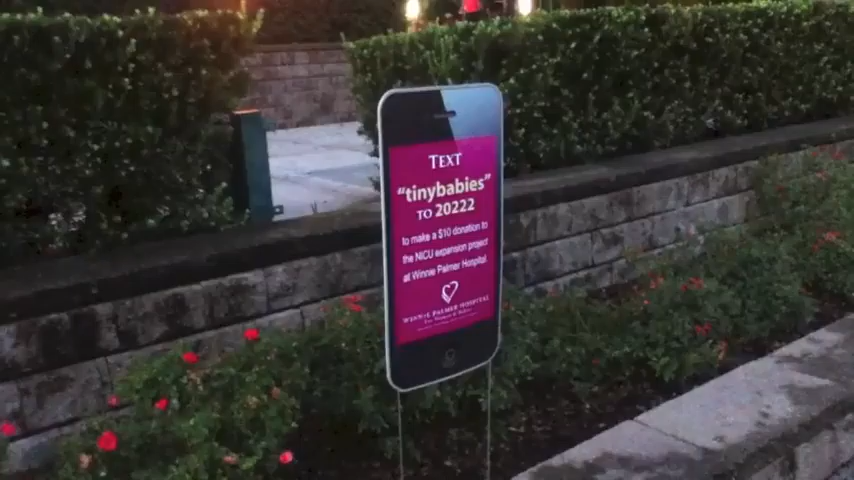 TEXT
"tinybabies"
TO 20222
to make a $10 donation to
the NICU expansion project
at Winnie Palmer Hospital.
WINNIE PALMER HOSPITAL